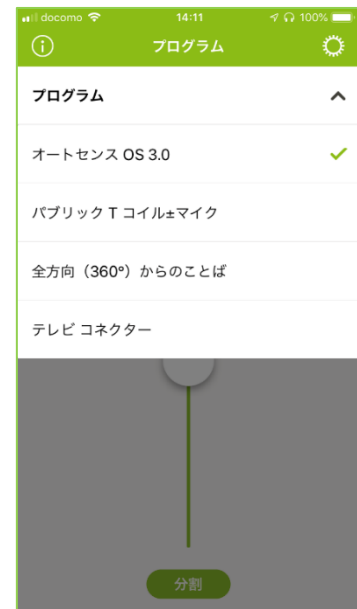 docomo 14:11 100%
プログラム
プログラム
オートセンス OS 3.0
パブリック T コイル±マイク
全方向（360°）からのことば
テレビ コネクター
分割